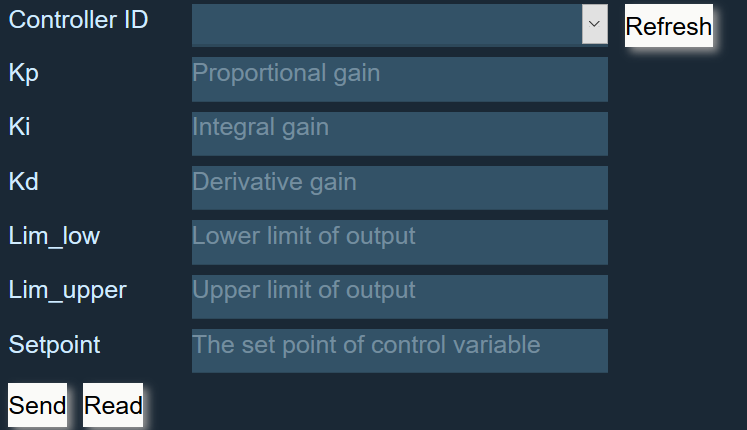 Controller ID Refresh
Kp Proportional gain
Ki Integral gain
Kd Derivative gain
Lim_low Lower limit of output
Lim_upper Upper limit of output
Setpoint The set point of control variable
Send Read